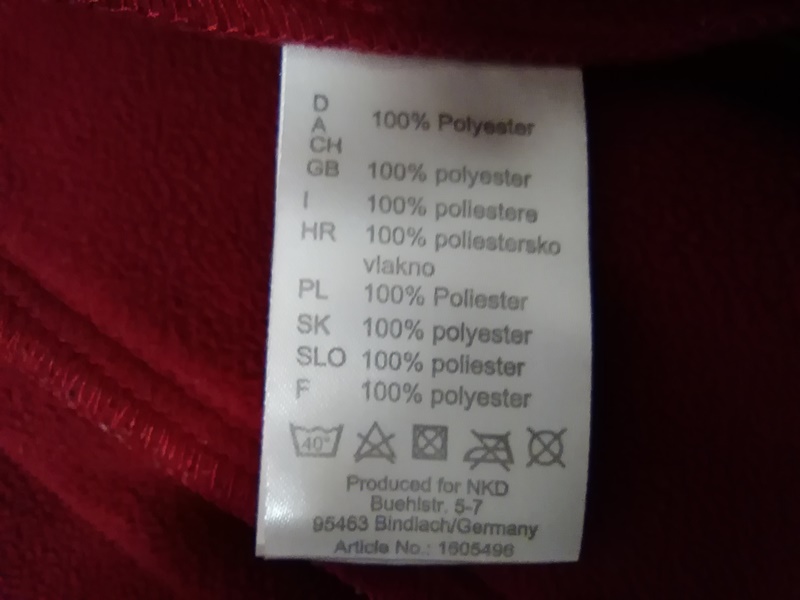 D
A 100% Polyester
CH
GB 100% polyester
I 100% poliestere
HR 100% poliestersko
vlakno
PL 100% Poliester
SK 100% polyester
SLO 100% poliester
F 100% polyester
40°
Produced for NKD
Buehlstr. 5-7
95463 Bindlach/Germany
Article No.: 1605496